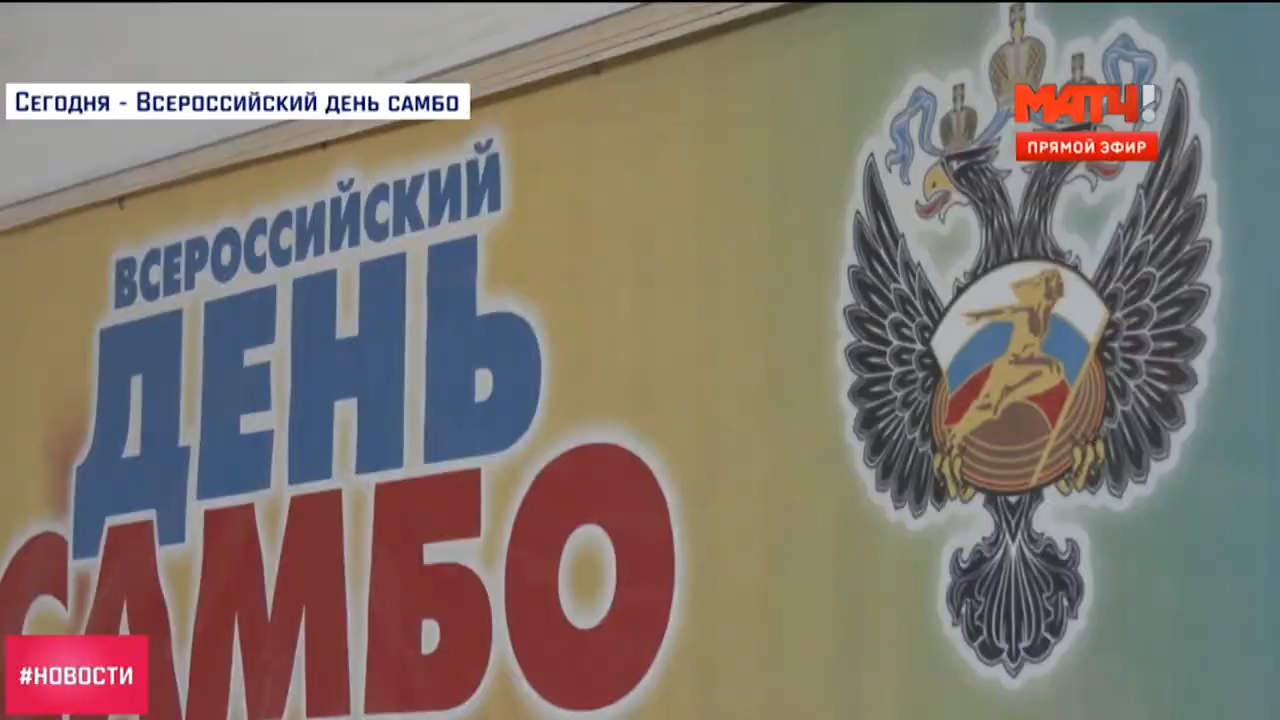 Сегодня - Всероссийский день самбо
МАТЧ!
ПРЯМОЙ ЭФИР
ВСЕРОССИЙСКИЙ
ДЕНЬ
САМБО
#НОВОСТИ